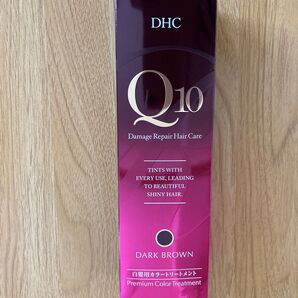 DHC
Q10
Damage Repair Hair Care
TINTS WITH
EVERY USE, LEADING
TO BEAUTIFUL
SHINY HAIR.
DARK BROWN
白髪用カラートリートメント
Premium Color Treatment